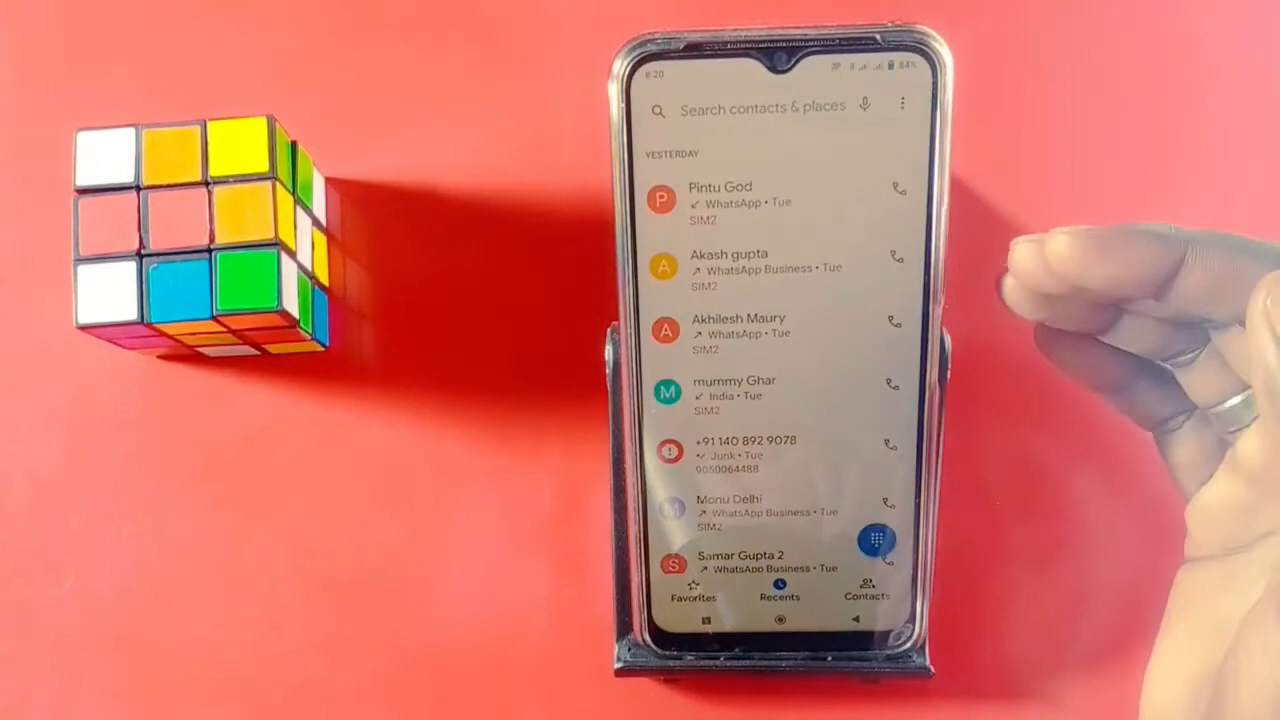 8:20
84%
Search contacts & places
YESTERDAY
P
Pintu God
↙ WhatsApp • Tue
SIM2
A
Akash gupta
↗ WhatsApp Business • Tue
SIM2
A
Akhilesh Maury
↗ WhatsApp • Tue
SIM2
M
mummy Ghar
↙ India • Tue
SIM2
+91 140 892 9078
Junk • Tue
9050064488
M
Monu Delhi
↗ WhatsApp Business • Tue
SIM2
S
Samar Gupta 2
↗ WhatsApp Business • Tue
Favorites Recents Contacts